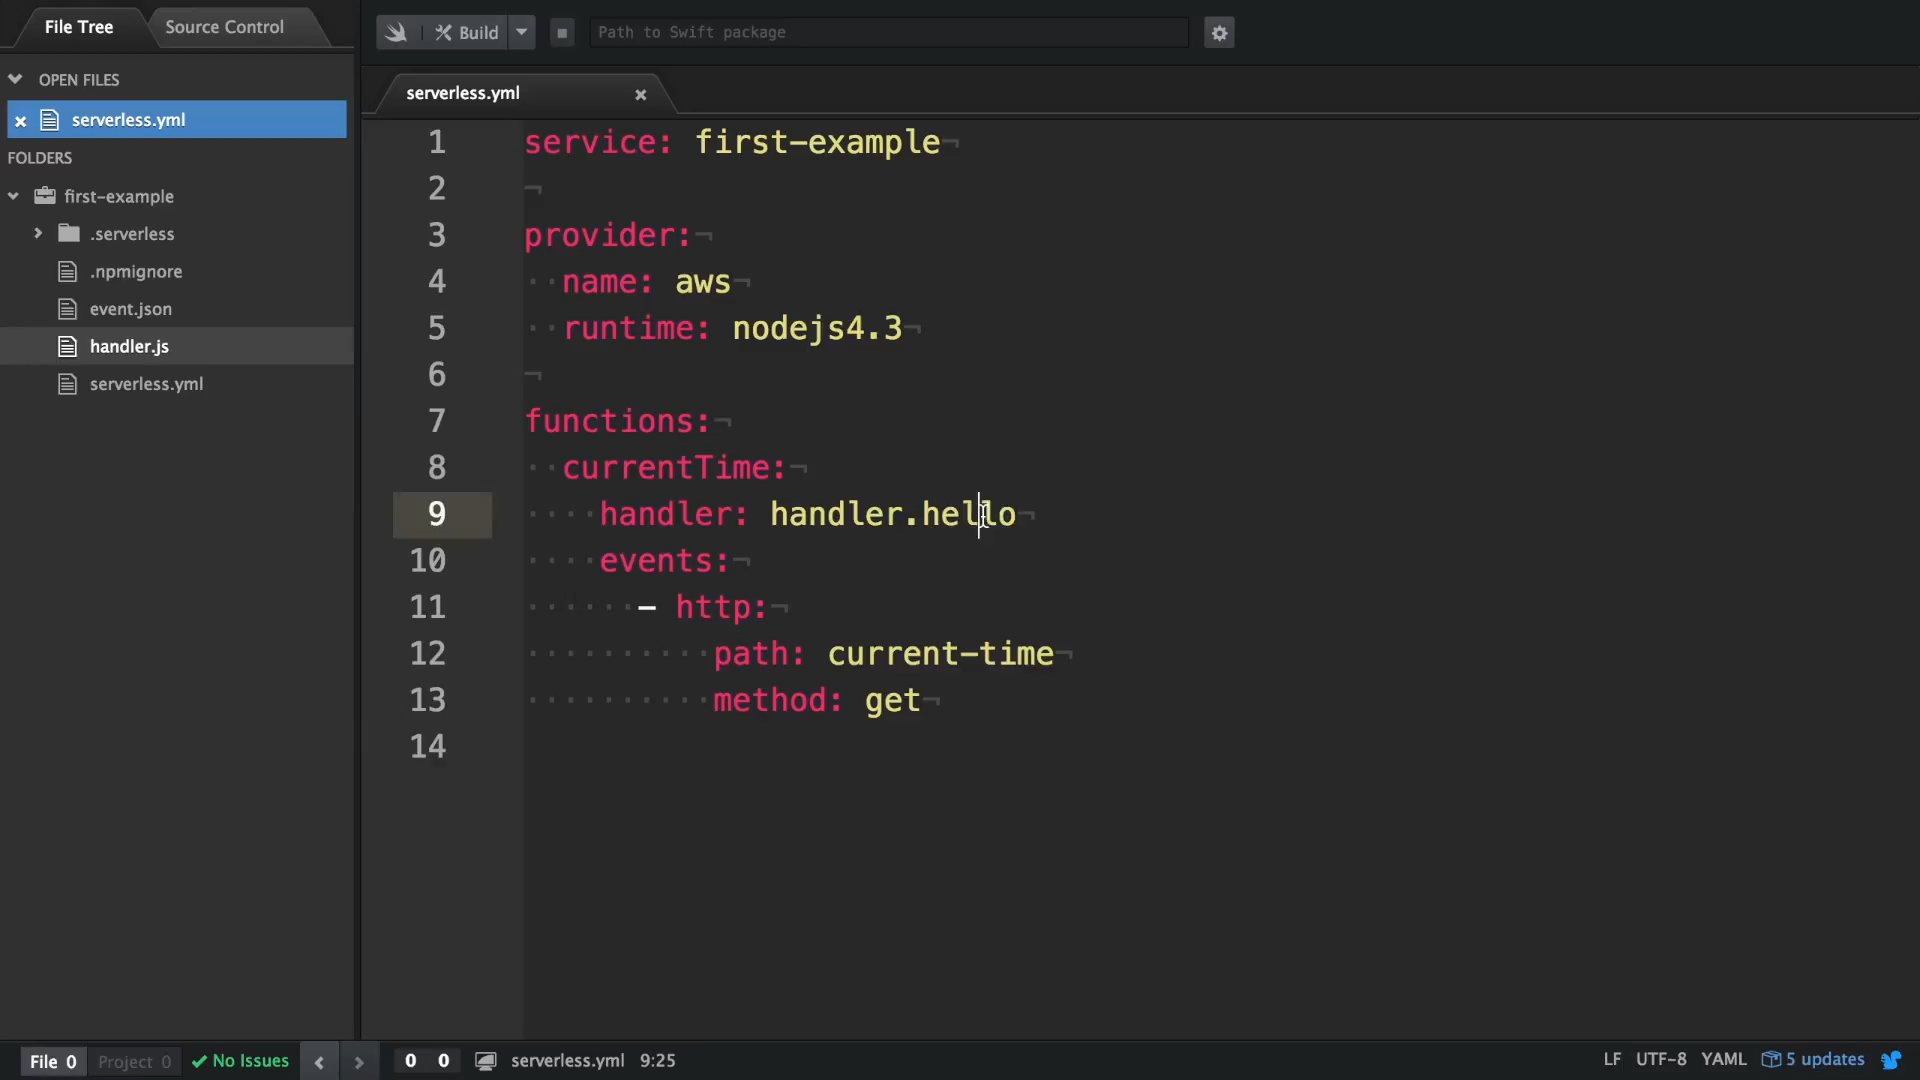 File Tree
Source Control
Build
Path to Swift package
OPEN FILES
serverless.yml
FOLDERS
first-example
.serverless
.npmignore
event.json
handler.js
serverless.yml
serverless.yml
1 service: first-example¬
2 ¬
3 provider:¬
4 ··name: aws¬
5 ··runtime: nodejs4.3¬
6 ¬
7 functions:¬
8 ··currentTime:¬
9 ····handler: handler.hello¬
10 ····events:¬
11 ······- http:¬
12 ··········path: current-time¬
13 ··········method: get¬
14
File 0 Project 0 No Issues 0 0 serverless.yml 9:25 LF UTF-8 YAML 5 updates